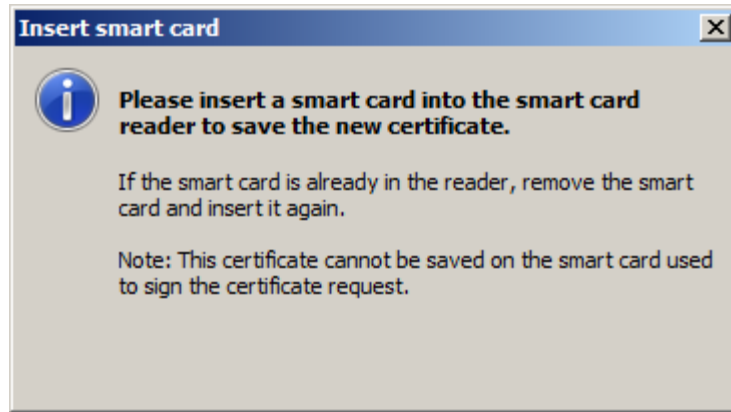 Insert smart card
Please insert a smart card into the smart card
reader to save the new certificate.
If the smart card is already in the reader, remove the smart
card and insert it again.
Note: This certificate cannot be saved on the smart card used
to sign the certificate request.